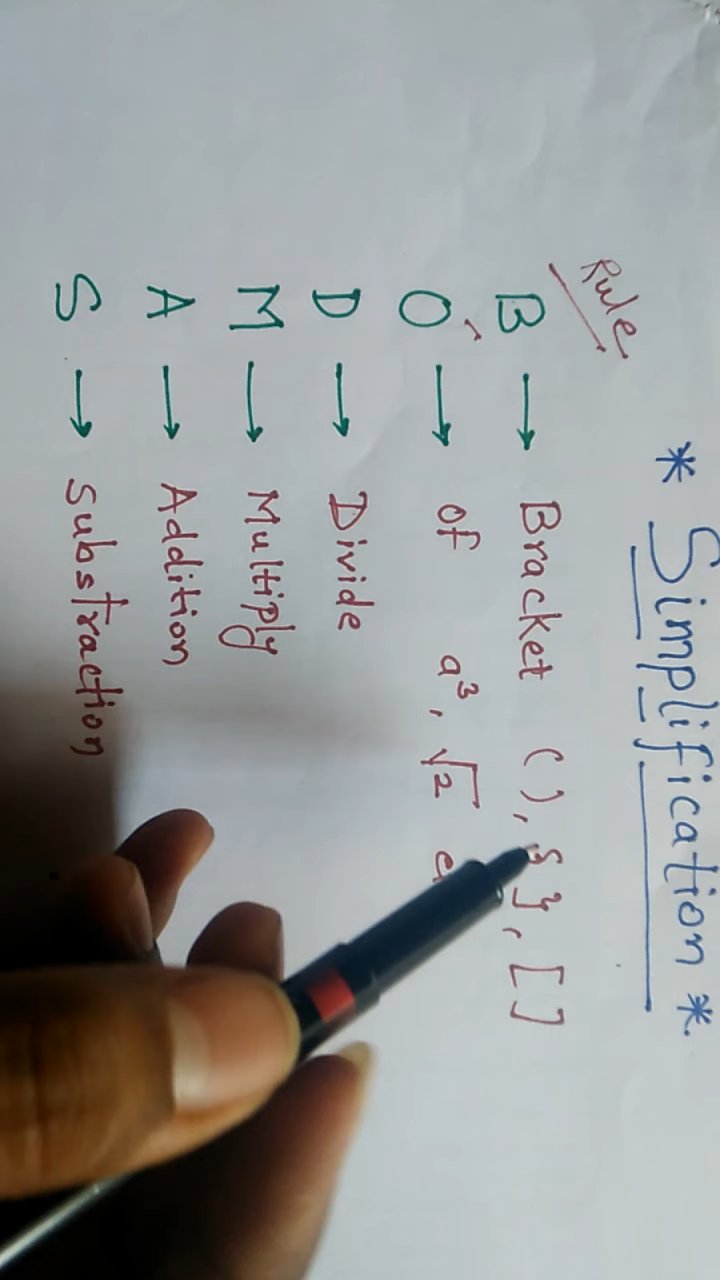 * Simplification *
Rule
B → Bracket ( ), { }, [ ]
O → of a³, √2
D → Divide
M → Multiply
A → Addition
S → Substraction